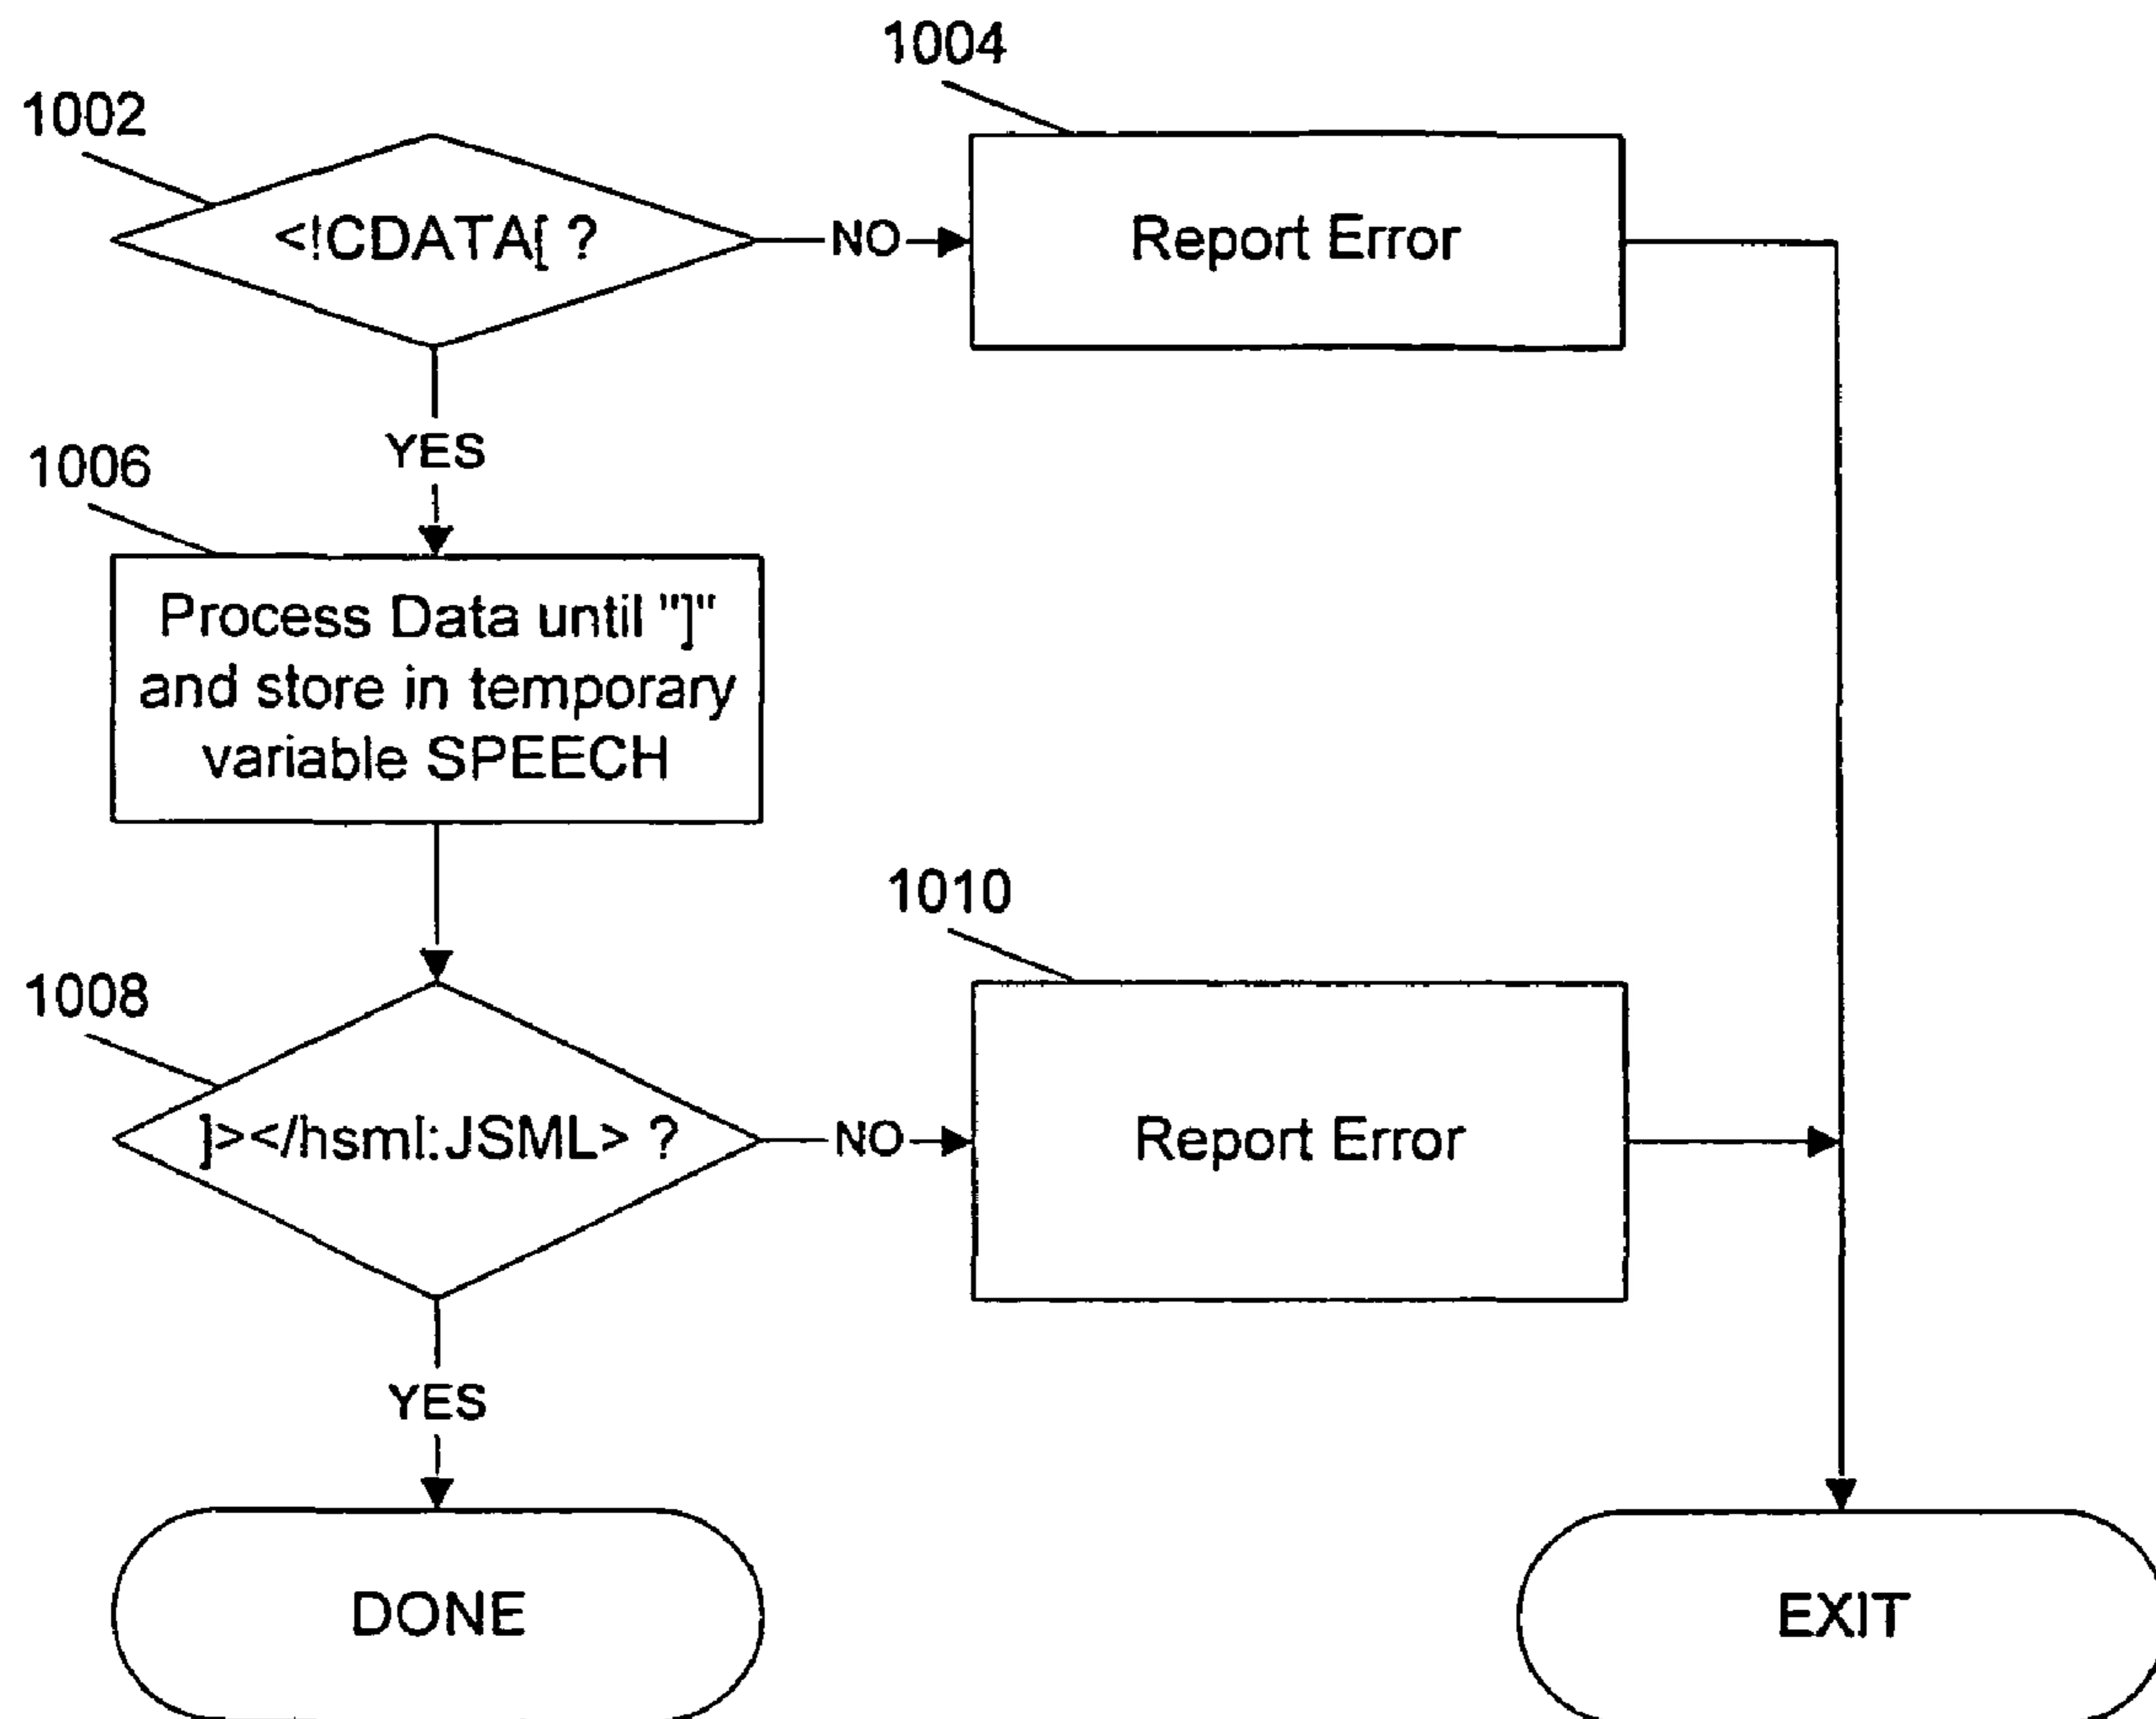 1004
1002
<!CDATA[ ?
NO
Report Error
YES
1006
Process Data until "]"
and store in temporary
variable SPEECH
1010
1008
]></hsml:JSML> ?
NO
Report Error
YES
DONE
EXIT